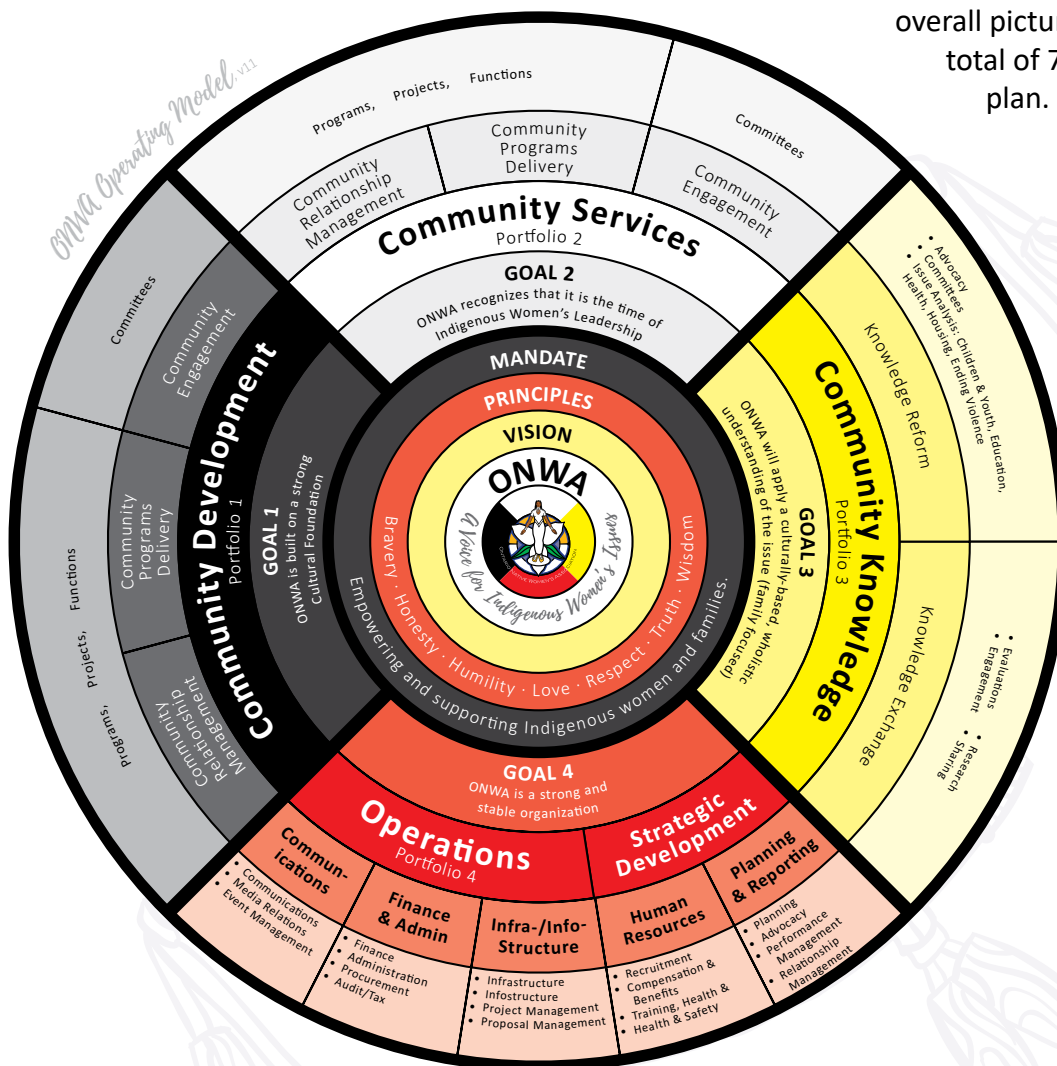 overall pictur
total of 7
plan.
ONWA Operating Model, v11
Programs, Projects, Functions
Committees
Community
Relationship
Management
Community
Programs
Delivery
Community
Engagement
Community Services
Portfolio 2
GOAL 2
ONWA recognizes that it is the time of
Indigenous Women's Leadership
Committees
Programs, Projects, Functions
Community
Engagement
Community
Programs
Delivery
Community
Relationship
Management
Community Development
Portfolio 1
GOAL 1
ONWA is built on a strong
Cultural Foundation
MANDATE
PRINCIPLES
VISION
ONWA
A Voice for Indigenous Women's Issues
Bravery · Honesty · Humility · Love · Respect · Truth · Wisdom
Empowering and supporting Indigenous women and families.
GOAL 3
ONWA will apply a culturally-based, wholistic
understanding of the issue (family focused)
Community Knowledge
Portfolio 3
Knowledge Reform
• Advocacy
• Committees
• Issue Analysis: Children & Youth, Education,
Health, Housing, Ending Violence
Knowledge Exchange
• Evaluations
• Engagement
• Research
• Sharing
GOAL 4
ONWA is a strong and
stable organization
Operations
Portfolio 4
Strategic
Development
Commun-
ications
• Communications
• Media Relations
• Event Management
Finance
& Admin
• Finance
• Administration
• Procurement
• Audit/Tax
Infra-/Info-
Structure
• Infrastructure
• Infostructure
• Project Management
• Proposal Management
Human
Resources
• Recruitment
• Compensation &
Benefits
• Training, Health &
• Health & Safety
Planning
& Reporting
• Planning
• Advocacy
• Performance
Management
• Relationship
Management